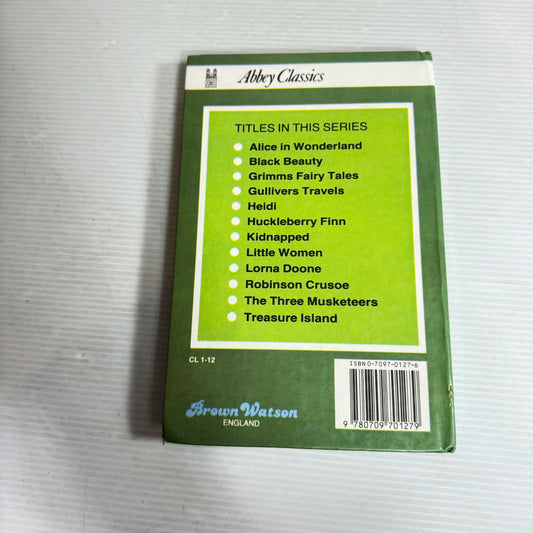 Abbey Classics
TITLES IN THIS SERIES
Alice in Wonderland
Black Beauty
Grimms Fairy Tales
Gullivers Travels
Heidi
Huckleberry Finn
Kidnapped
Little Women
Lorna Doone
Robinson Crusoe
The Three Musketeers
Treasure Island
CL 1-12
ISBN 0-7097-0127-6
9 780709 701279
Brown Watson
ENGLAND